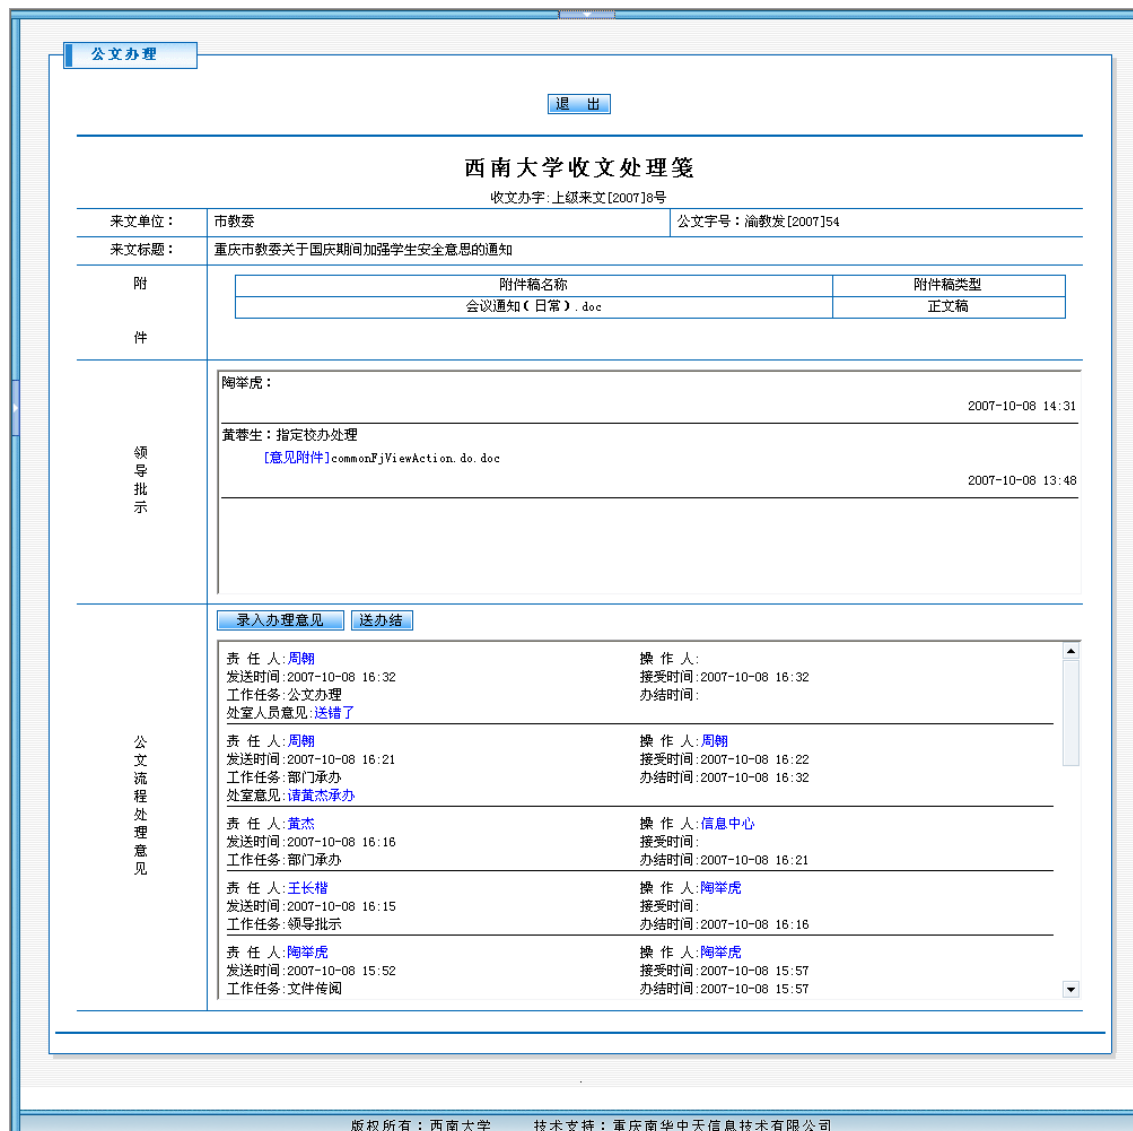 公文办理
退 出
西南大学收文处理笺
收文办字:上级来文[2007]8号
来文单位： 市教委 公文字号：渝教发[2007]54
来文标题： 重庆市教委关于国庆期间加强学生安全意思的通知
附件
附件稿名称 附件稿类型
会议通知(日常).doc 正文稿
领导批示
陶举虎：
2007-10-08 14:31
黄蓉生：指定校办处理
[意见附件]commonFjViewAction.do.doc
2007-10-08 13:48
录入办理意见 送办结
公文流程处理意见
责 任 人:周翱 操 作 人:
发送时间:2007-10-08 16:32 接受时间:2007-10-08 16:32
工作任务:公文办理 办结时间:
处室人员意见:送错了
责 任 人:周翱 操 作 人:周翱
发送时间:2007-10-08 16:21 接受时间:2007-10-08 16:22
工作任务:部门承办 办结时间:2007-10-08 16:32
处室意见:请黄杰承办
责 任 人:黄杰 操 作 人:信息中心
发送时间:2007-10-08 16:16 接受时间:
工作任务:部门承办 办结时间:2007-10-08 16:21
责 任 人:王长楷 操 作 人:陶举虎
发送时间:2007-10-08 16:15 接受时间:
工作任务:领导批示 办结时间:2007-10-08 16:16
责 任 人:陶举虎 操 作 人:陶举虎
发送时间:2007-10-08 15:52 接受时间:2007-10-08 15:57
工作任务:文件传阅 办结时间:2007-10-08 15:57
版权所有：西南大学 技术支持：重庆南华中天信息技术有限公司